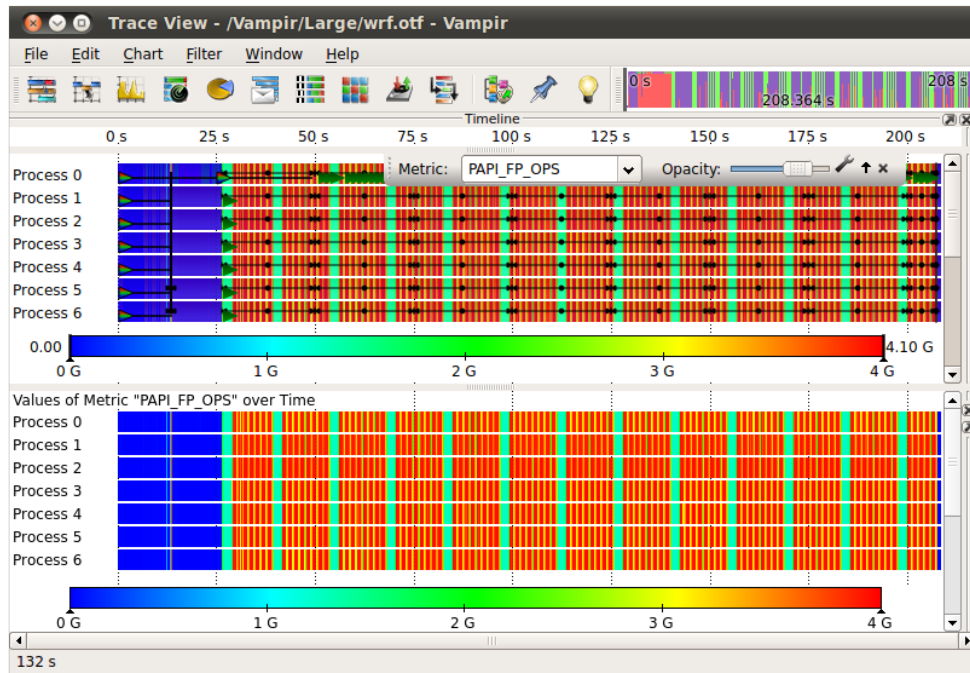 Trace View - /Vampir/Large/wrf.otf - Vampir
File Edit Chart Filter Window Help
0 s 208 s
208.364 s
Timeline
0 s 25 s 50 s 75 s 100 s 125 s 150 s 175 s 200 s
Metric: PAPI_FP_OPS Opacity:
Process 0
Process 1
Process 2
Process 3
Process 4
Process 5
Process 6
0.00 4.10 G
0 G 1 G 2 G 3 G 4 G
Values of Metric "PAPI_FP_OPS" over Time
Process 0
Process 1
Process 2
Process 3
Process 4
Process 5
Process 6
0 G 1 G 2 G 3 G 4 G
132 s